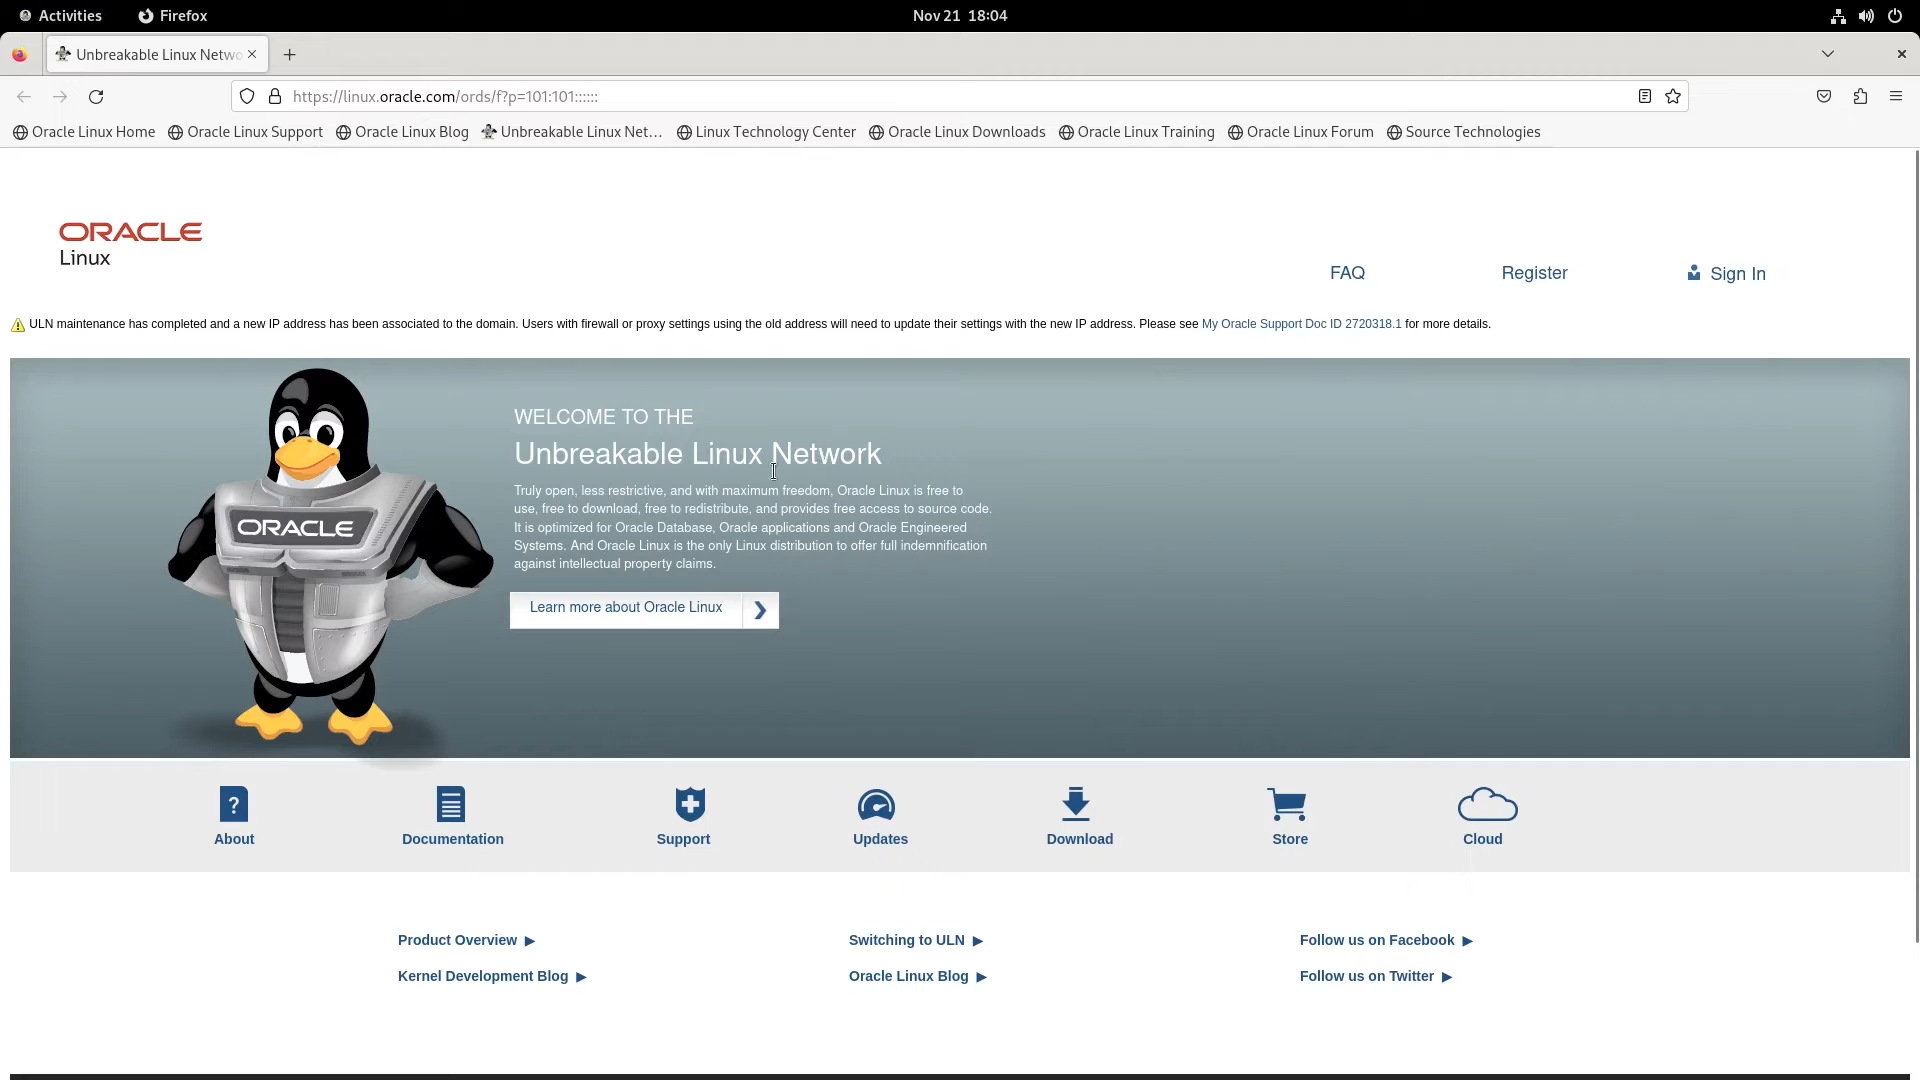 Activities
Firefox
Nov 21 18:04
Unbreakable Linux Netwo
https://linux.oracle.com/ords/f?p=101:101::::::
Oracle Linux Home
Oracle Linux Support
Oracle Linux Blog
Unbreakable Linux Net…
Linux Technology Center
Oracle Linux Downloads
Oracle Linux Training
Oracle Linux Forum
Source Technologies
ORACLE
Linux
FAQ
Register
Sign In
ULN maintenance has completed and a new IP address has been associated to the domain. Users with firewall or proxy settings using the old address will need to update their settings with the new IP address. Please see My Oracle Support Doc ID 2720318.1 for more details.
ORACLE
WELCOME TO THE
Unbreakable Linux Network
Truly open, less restrictive, and with maximum freedom, Oracle Linux is free to
use, free to download, free to redistribute, and provides free access to source code.
It is optimized for Oracle Database, Oracle applications and Oracle Engineered
Systems. And Oracle Linux is the only Linux distribution to offer full indemnification
against intellectual property claims.
Learn more about Oracle Linux
About
Documentation
Support
Updates
Download
Store
Cloud
Product Overview
Switching to ULN
Follow us on Facebook
Kernel Development Blog
Oracle Linux Blog
Follow us on Twitter